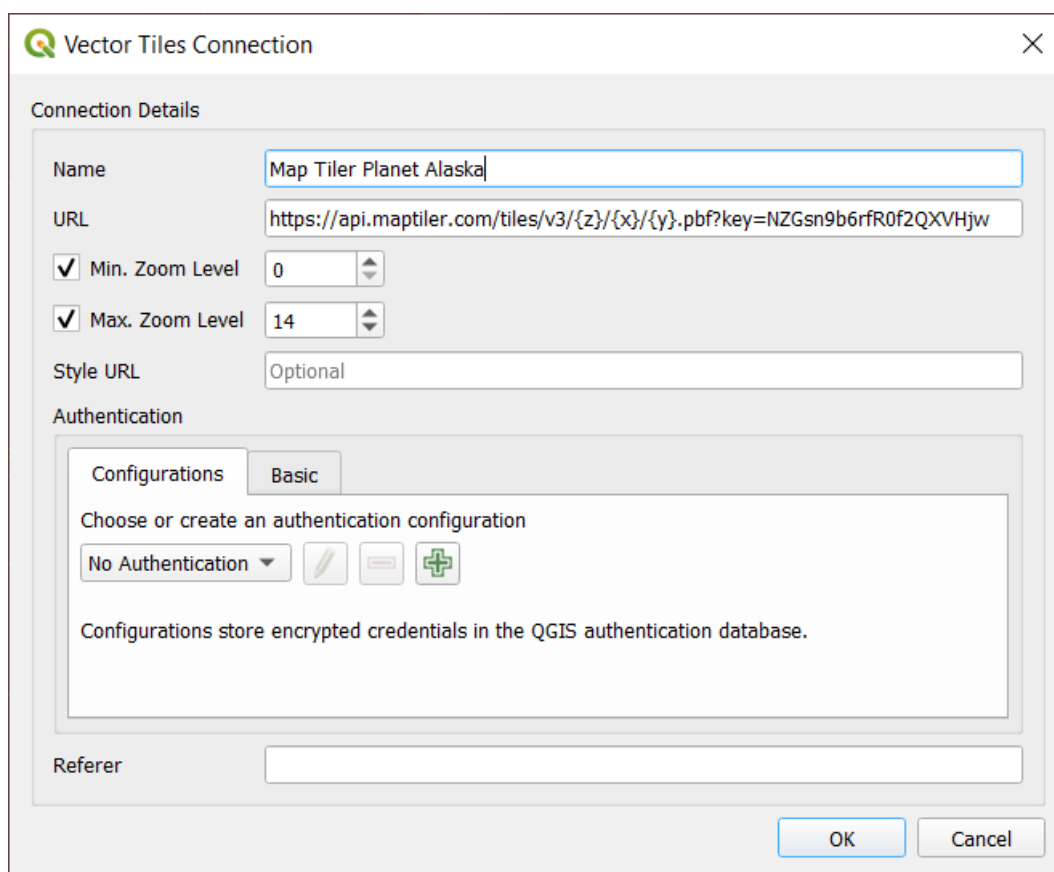 Vector Tiles Connection
Connection Details
Name Map Tiler Planet Alaska
URL https://api.maptiler.com/tiles/v3/{z}/{x}/{y}.pbf?key=NZGsn9b6rfR0f2QXVHjw
Min. Zoom Level 0
Max. Zoom Level 14
Style URL Optional
Authentication
Configurations Basic
Choose or create an authentication configuration
No Authentication
Configurations store encrypted credentials in the QGIS authentication database.
Referer
OK Cancel